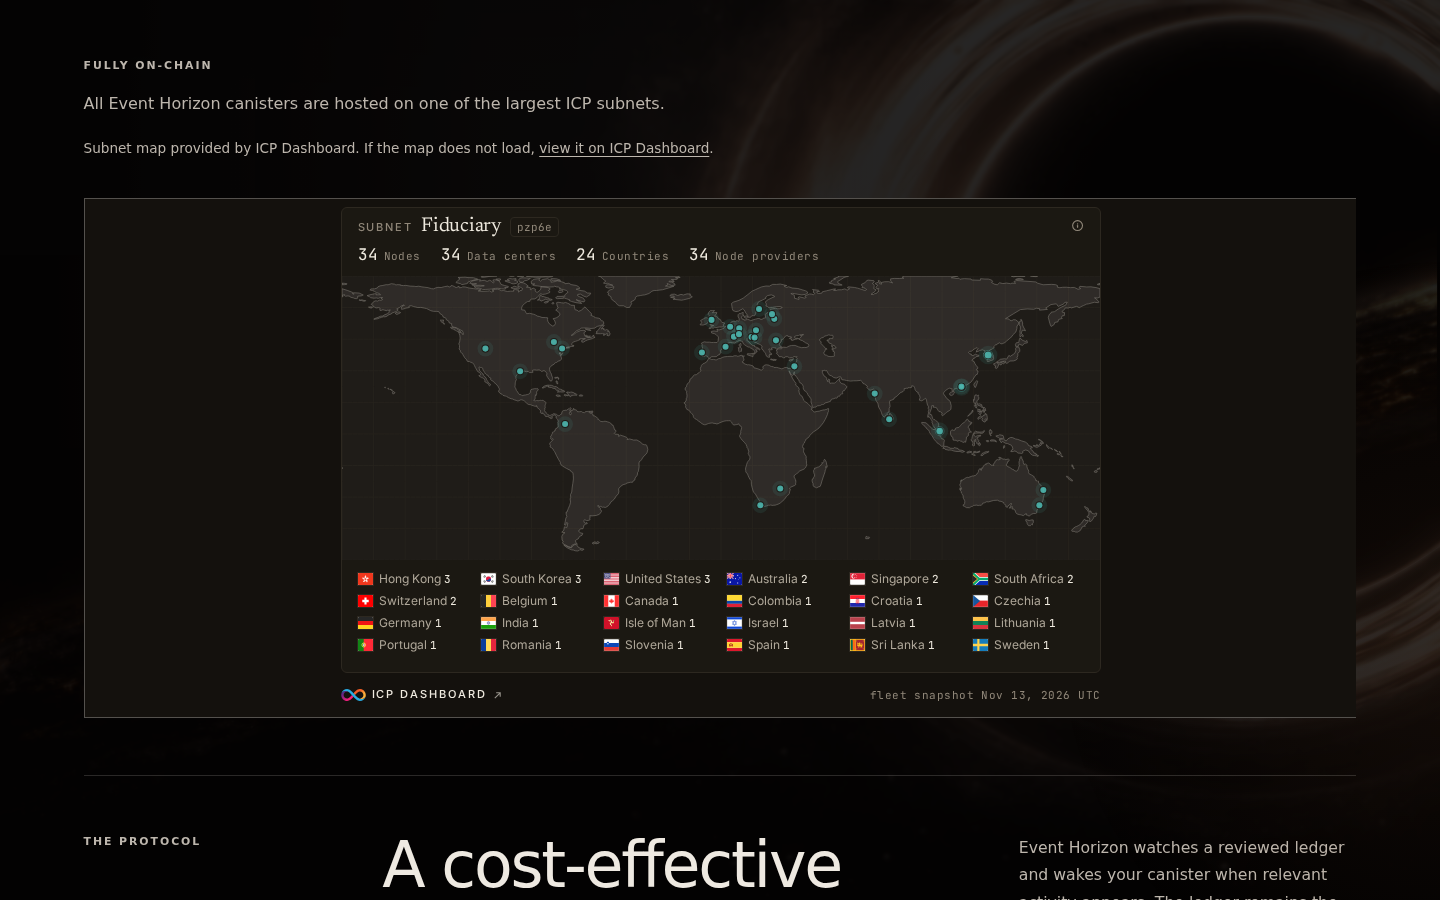 FULLY ON-CHAIN
All Event Horizon canisters are hosted on one of the largest ICP subnets.
Subnet map provided by ICP Dashboard. If the map does not load, view it on ICP Dashboard.
SUBNET Fiduciary pzp6e
34 Nodes 34 Data centers 24 Countries 34 Node providers
Hong Kong 3 South Korea 3 United States 3 Australia 2 Singapore 2 South Africa 2
Switzerland 2 Belgium 1 Canada 1 Colombia 1 Croatia 1 Czechia 1
Germany 1 India 1 Isle of Man 1 Israel 1 Latvia 1 Lithuania 1
Portugal 1 Romania 1 Slovenia 1 Spain 1 Sri Lanka 1 Sweden 1
ICP DASHBOARD ↗ fleet snapshot Nov 13, 2026 UTC
THE PROTOCOL
A cost-effective
Event Horizon watches a reviewed ledger
and wakes your canister when relevant
activity appears. The ledger remains the